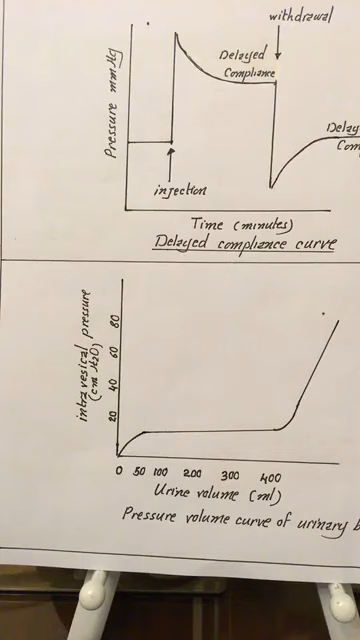 withdrawal
Delayed
Compliance
Delay
Com
Pressure mmHg
injection
Time (minutes)
Delayed compliance curve
intravesical pressure
(cm H2O)
80
60
40
20
0 50 100 200 300 400
Urine volume (ml)
Pressure volume curve of urinary b